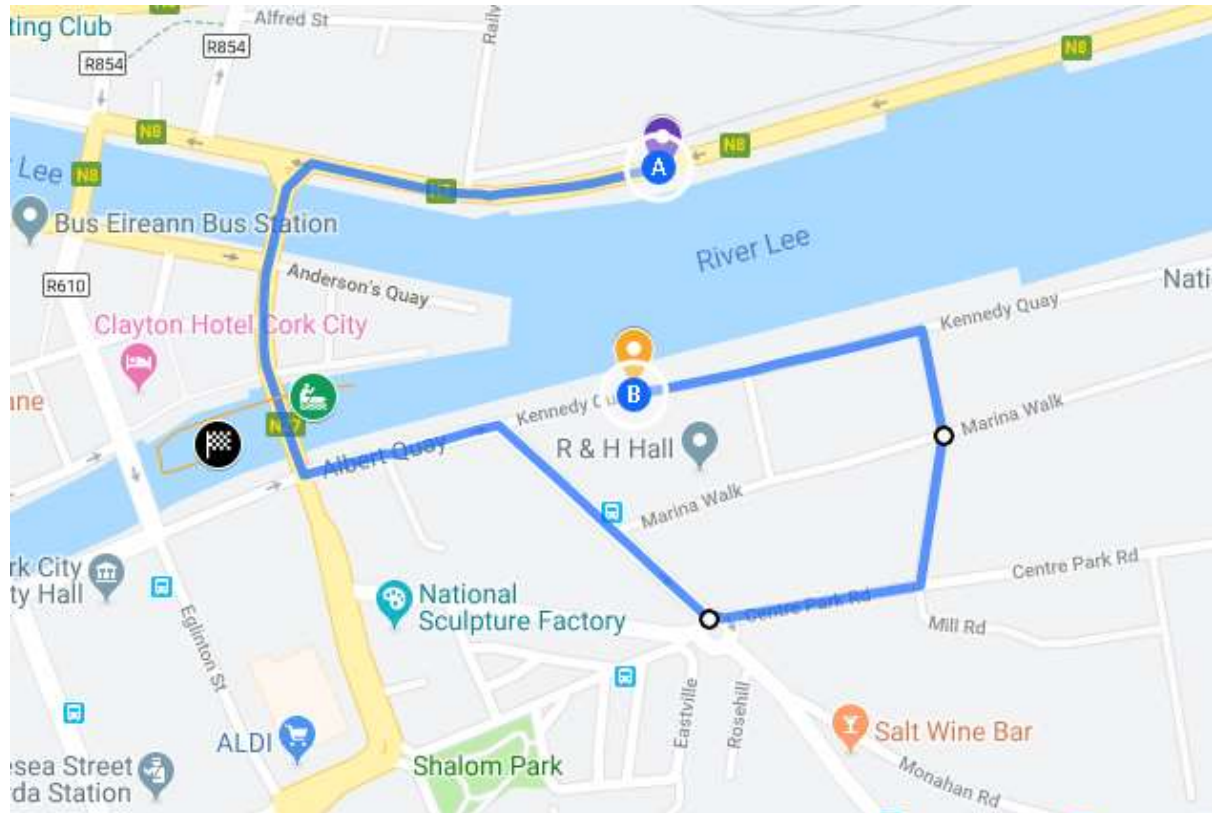 ting Club
Alfred St
R854
R854
N8
N8
N8
A
Lee
N8
Bus Eireann Bus Station
River Lee
R610
Anderson's Quay
Kennedy Quay
Nati
Clayton Hotel Cork City
ane
B
Kennedy
Marina Walk
Albert Quay
R & H Hall
Marina Walk
rk City
ty Hall
National
Sculpture Factory
Centre Park Rd
Centre Park Rd
Mill Rd
Eglinton St
Eastville
Rosehill
ALDI
Salt Wine Bar
Shalom Park
esea Street
rda Station
Monahan Rd